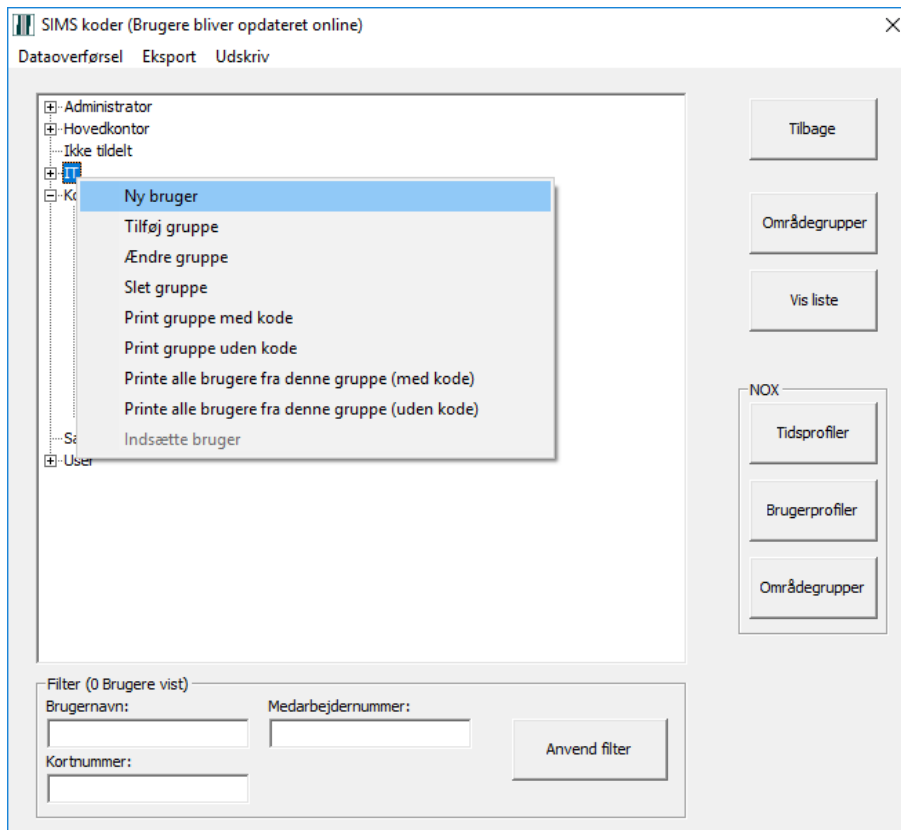 SIMS koder (Brugere bliver opdateret online)
Dataoverførsel Eksport Udskriv
Administrator
Hovedkontor
Ikke tildelt
IT
Ny bruger
Tilføj gruppe
Ændre gruppe
Slet gruppe
Print gruppe med kode
Print gruppe uden kode
Printe alle brugere fra denne gruppe (med kode)
Printe alle brugere fra denne gruppe (uden kode)
Indsætte bruger
User
Tilbage
Områdegrupper
Vis liste
NOX
Tidsprofiler
Brugerprofiler
Områdegrupper
Filter (0 Brugere vist)
Brugernavn: Medarbejdernummer:
Kortnummer:
Anvend filter